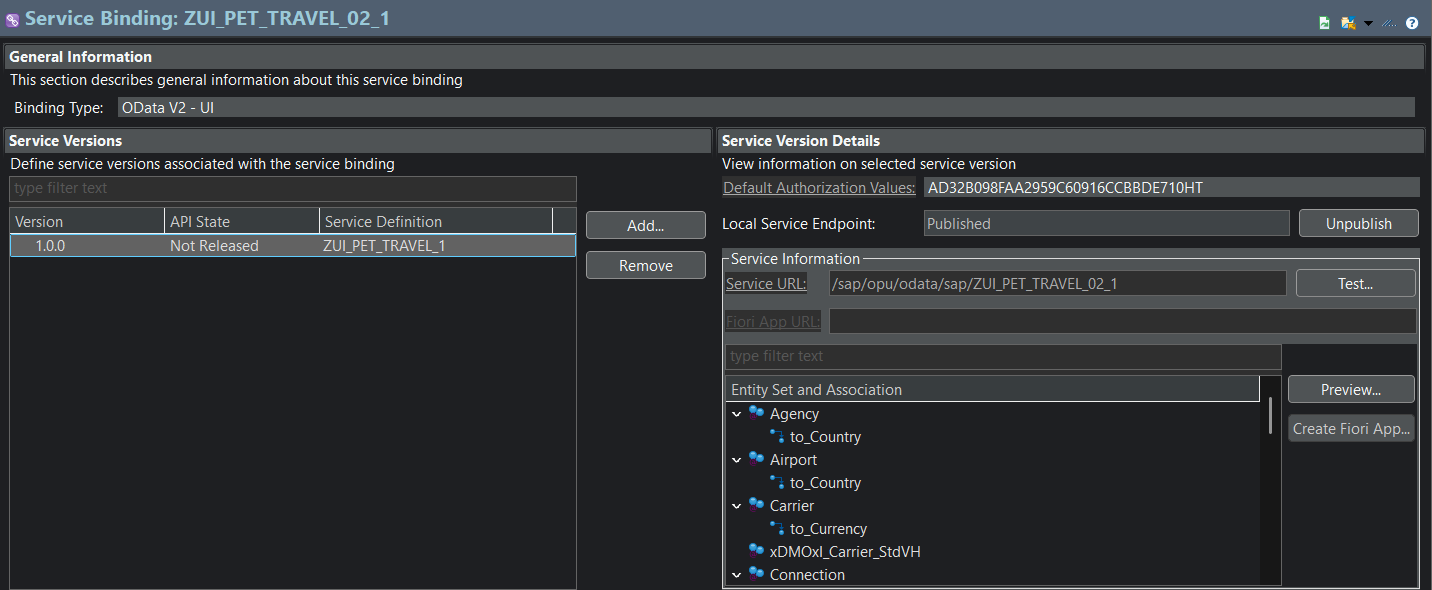 Service Binding: ZUI_PET_TRAVEL_02_1
General Information
This section describes general information about this service binding
Binding Type: OData V2 - UI
Service Versions
Define service versions associated with the service binding
type filter text
Version API State Service Definition
1.0.0 Not Released ZUI_PET_TRAVEL_1
Add...
Remove
Service Version Details
View information on selected service version
Default Authorization Values: AD32B098FAA2959C60916CCBBDE710HT
Local Service Endpoint: Published Unpublish
Service Information
Service URL: /sap/opu/odata/sap/ZUI_PET_TRAVEL_02_1 Test...
Fiori App URL:
type filter text
Entity Set and Association Preview...
Agency
Create Fiori App...
to_Country
Airport
to_Country
Carrier
to_Currency
xDMOxI_Carrier_StdVH
Connection